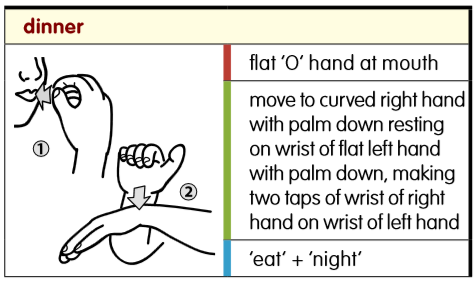 dinner
flat ‘O’ hand at mouth
①
move to curved right hand
with palm down resting
on wrist of flat left hand
with palm down, making
two taps of wrist of right
hand on wrist of left hand
②
‘eat‘ + ‘night’